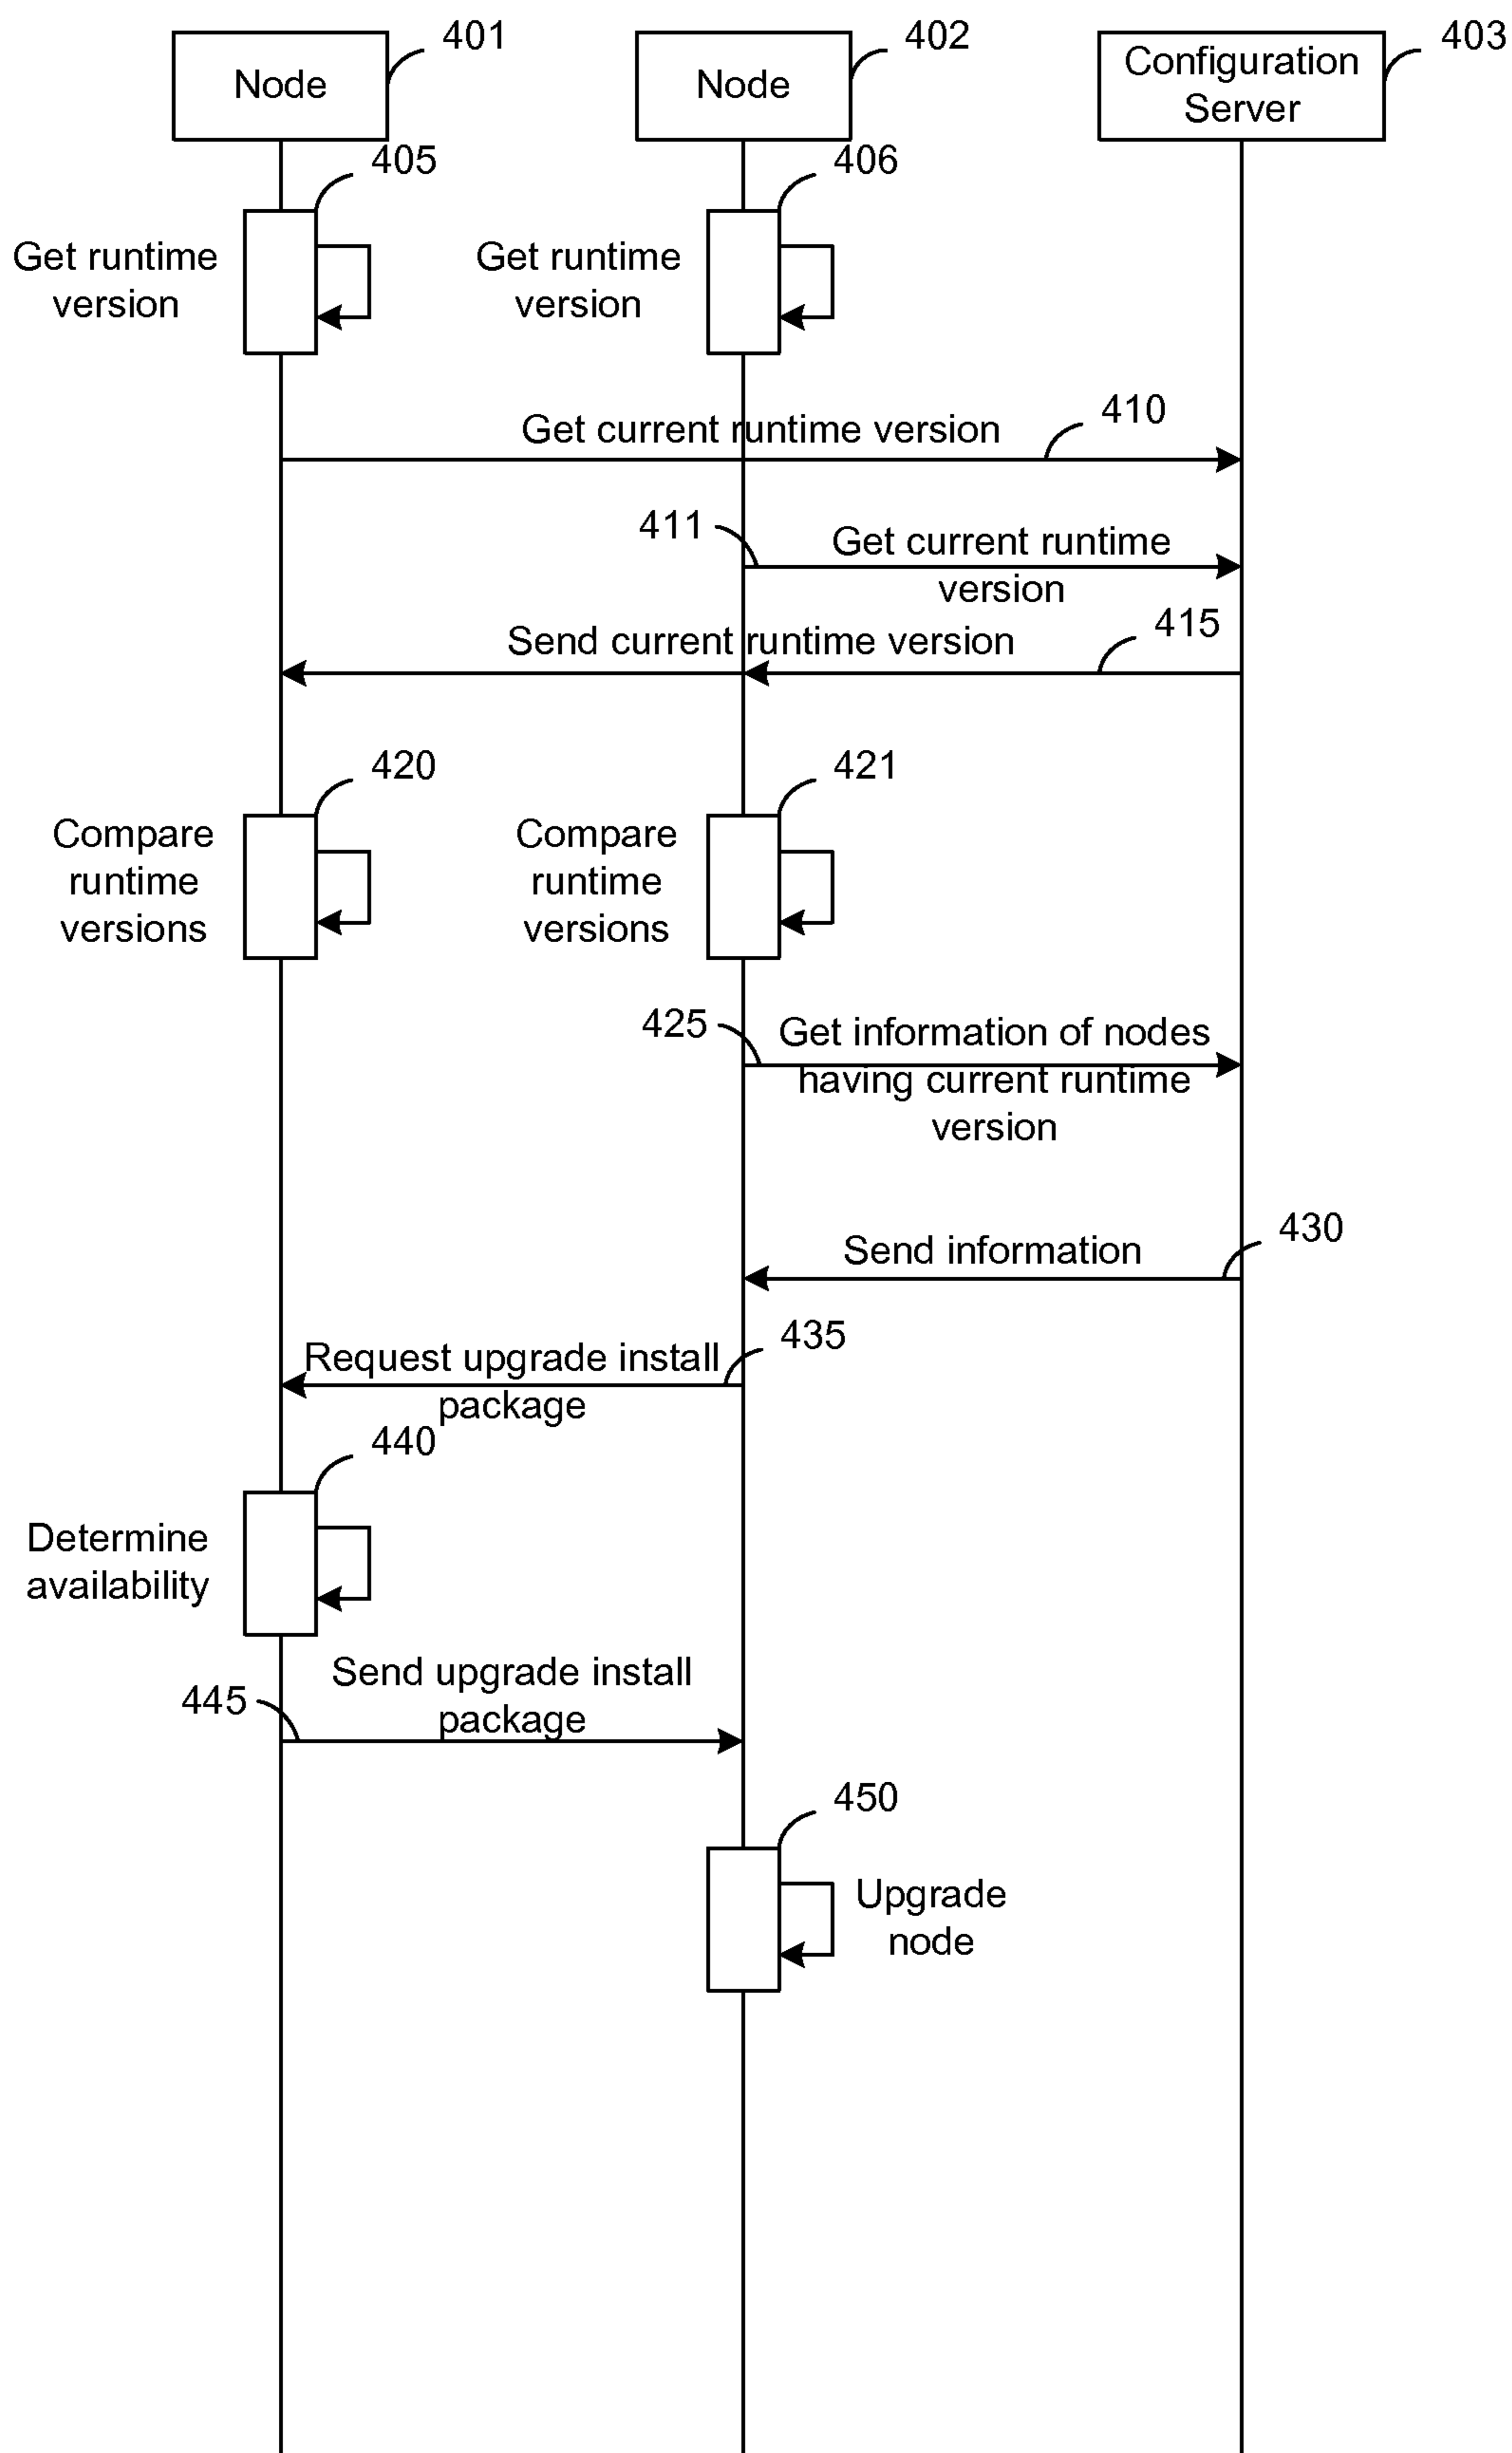 401
402
403
Node
Node
Configuration
Server
405
406
Get runtime
version
Get runtime
version
410
Get current runtime version
411
Get current runtime
version
415
Send current runtime version
420
421
Compare
runtime
versions
Compare
runtime
versions
425
Get information of nodes
having current runtime
version
430
Send information
435
Request upgrade install
package
440
Determine
availability
Send upgrade install
package
445
450
Upgrade
node